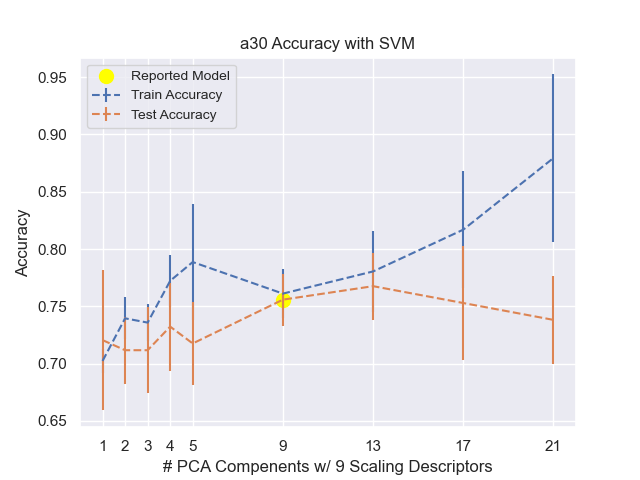 a30 Accuracy with SVM
Reported Model
Train Accuracy
Test Accuracy
Accuracy
0.95
0.90
0.85
0.80
0.75
0.70
0.65
1 2 3 4 5 9 13 17 21
# PCA Compenents w/ 9 Scaling Descriptors